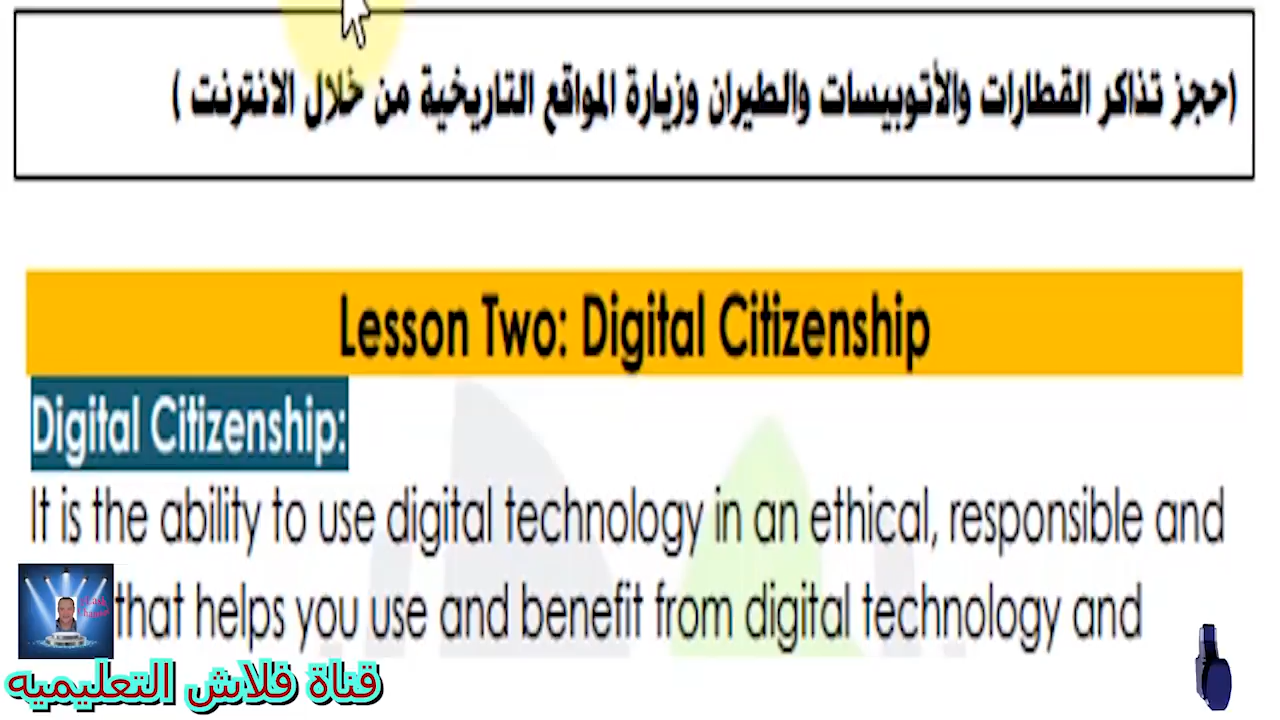 (حجز تذاكر القطارات والأتوبيسات والطيران وزيارة المواقع التاريخية من خلال الانترنت )
Lesson Two: Digital Citizenship
Digital Citizenship:
It is the ability to use digital technology in an ethical, responsible and
that helps you use and benefit from digital technology and
قناة فلاش التعليميه